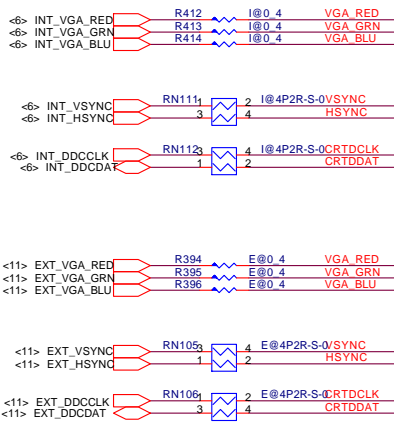 <6> INT_VGA_RED R412 I@0_4 VGA_RED
<6> INT_VGA_GRN R413 I@0_4 VGA_GRN
<6> INT_VGA_BLU R414 I@0_4 VGA_BLU
<6> INT_VSYNC RN111 1 2 I@4P2R-S-0 VSYNC
<6> INT_HSYNC 3 4 HSYNC
<6> INT_DDCCLK RN112 3 4 I@4P2R-S-0 CRTDCLK
<6> INT_DDCDAT 1 2 CRTDDAT
<11> EXT_VGA_RED R394 E@0_4 VGA_RED
<11> EXT_VGA_GRN R395 E@0_4 VGA_GRN
<11> EXT_VGA_BLU R396 E@0_4 VGA_BLU
<11> EXT_VSYNC RN105 3 4 E@4P2R-S-0 VSYNC
<11> EXT_HSYNC 1 2 HSYNC
<11> EXT_DDCCLK RN106 1 2 E@4P2R-S-0 CRTDCLK
<11> EXT_DDCDAT 3 4 CRTDDAT